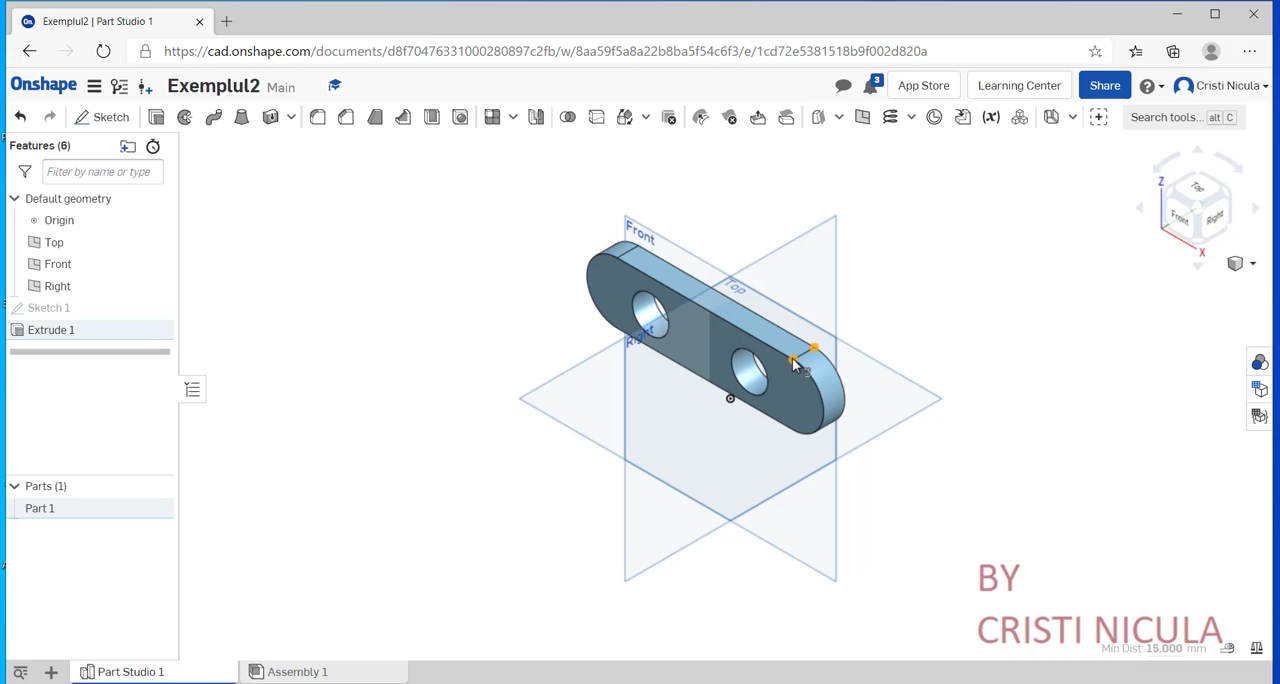 On Exemplul2 | Part Studio 1
https://cad.onshape.com/documents/d8f70476331000280897c2fb/w/8aa59f5a8a22b8ba5f54c6f3/e/1cd72e5381518b9f002d820a
Onshape Exemplul2 Main 3 App Store Learning Center Share Cristi Nicula
Sketch (x) Search tools... alt C
Features (6)
Filter by name or type
Default geometry
Origin
Top
Front
Right
Sketch 1
Extrude 1
Parts (1)
Part 1
Front
Top
Right
Z
Top
Front Right
X
BY
CRISTI NICULA
Min Dist: 15.000 mm
Part Studio 1 Assembly 1